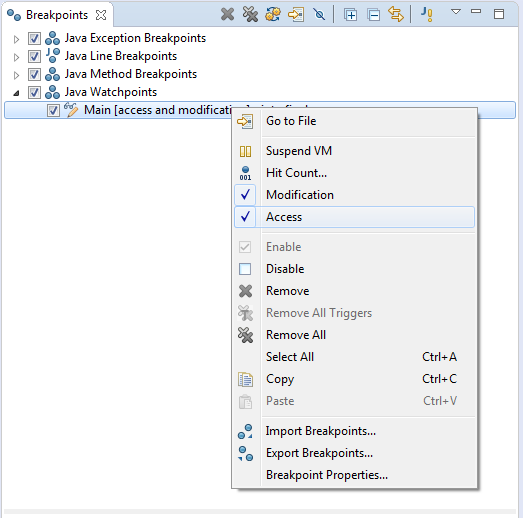 Breakpoints
Java Exception Breakpoints
Java Line Breakpoints
Java Method Breakpoints
Java Watchpoints
Main [access and modification
Go to File
Suspend VM
001 Hit Count...
Modification
Access
Enable
Disable
Remove
Remove All Triggers
Remove All
Select All Ctrl+A
Copy Ctrl+C
Paste Ctrl+V
Import Breakpoints...
Export Breakpoints...
Breakpoint Properties...